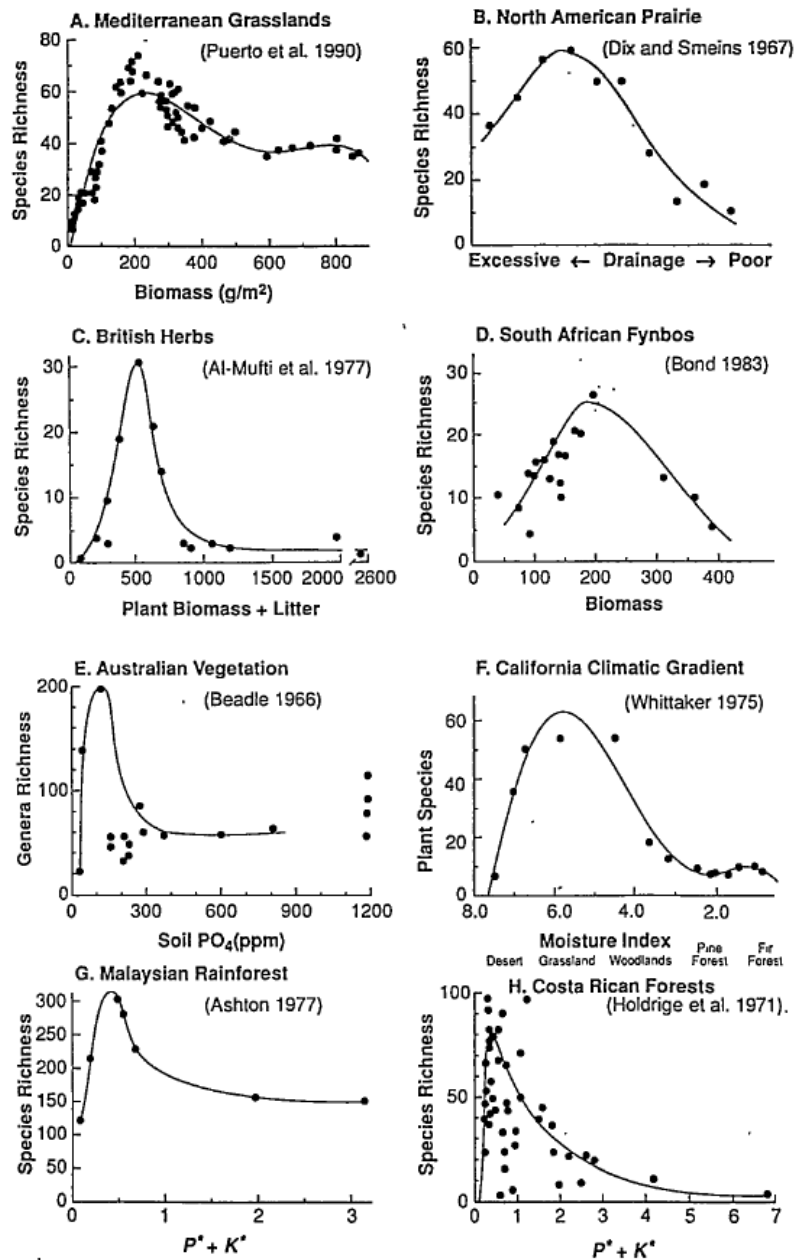 A. Mediterranean Grasslands
(Puerto et al. 1990)
Species Richness
80
60
40
20
0
0
200
400
600
800
Biomass (g/m²)
B. North American Prairie
(Dix and Smeins 1967)
Species Richness
60
40
20
0
Excessive ← Drainage → Poor
C. British Herbs
(Al-Mufti et al. 1977)
Species Richness
30
20
10
0
0
500
1000
2000
2600
Plant Biomass + Litter
D. South African Fynbos
(Bond 1983)
Species Richness
30
20
10
0
0
100
200
300
400
Biomass
E. Australian Vegetation
(Beadle 1966)
Genera Richness
200
100
0
0
300
600
900
1200
Soil PO₄(ppm)
F. California Climatic Gradient
(Whittaker 1975)
Plant Species
60
40
20
0
8.0
6.0
4.0
2.0
Moisture Index
Desert Grassland Woodlands Pine Forest Fir Forest
G. Malaysian Rainforest
(Ashton 1977)
Species Richness
300
250
200
150
100
50
0
0
1
2
3
P* + K*
H. Costa Rican Forests
(Holdrige et al. 1971).
Species Richness
100
50
0
0
1
2
3
4
5
6
7
P* + K*